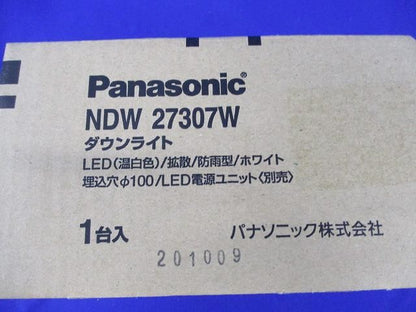 Panasonic®
NDW 27307W
ダウンライト
LED(温白色)/拡散/防雨型/ホワイト
埋込穴φ100/LED電源ユニット〈別売〉
1台入
パナソニック株式会社
201009